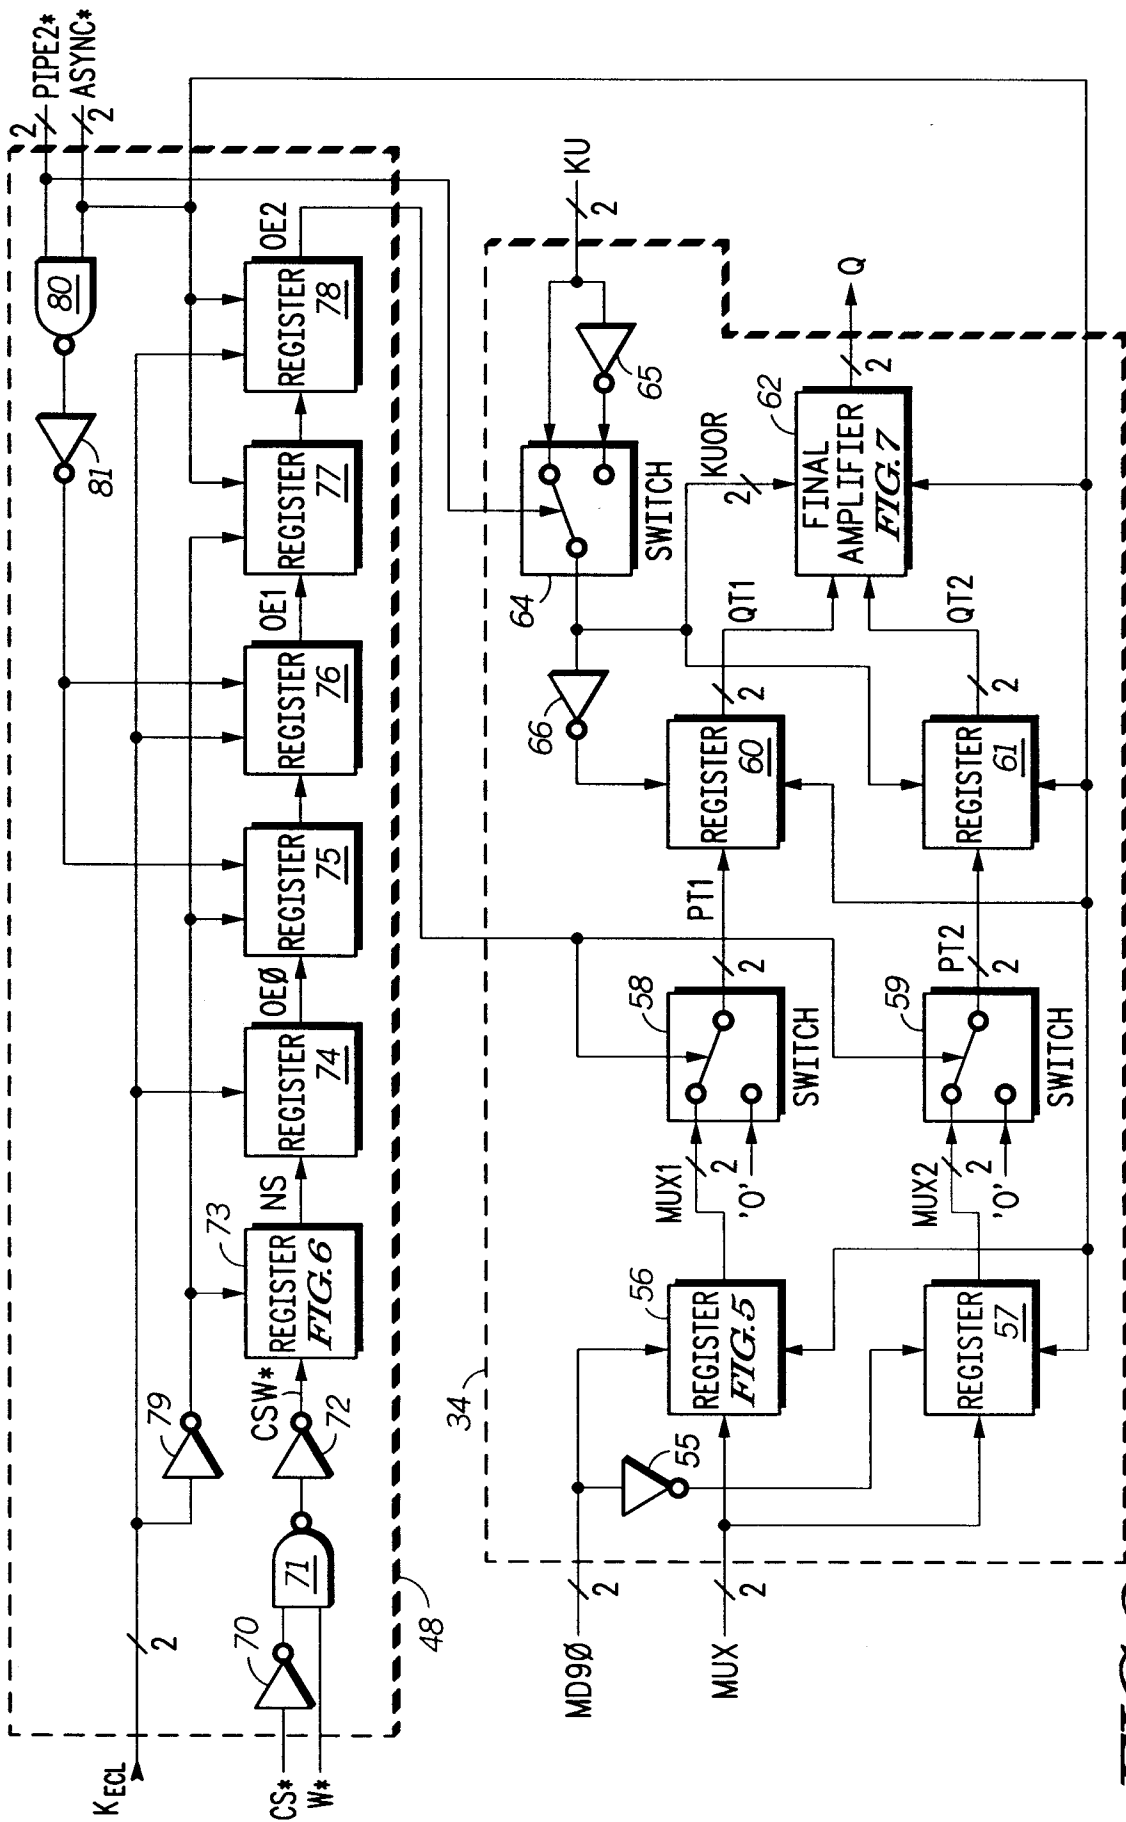 PIPE2*
2
ASYNC*
2
80
81
OE2
REGISTER
78
REGISTER
77
OE1
REGISTER
76
REGISTER
75
OEØ
REGISTER
74
NS
73
REGISTER
FIG.6
79
CSW*
72
71
70
2
KECL
CS*
W*
48
34
KU
2
65
64
SWITCH
66
KUOR
2
62
FINAL
AMPLIFIER
FIG.7
2
Q
QT1
2
QT2
2
REGISTER
60
REGISTER
61
PT1
2
PT2
2
58
SWITCH
59
SWITCH
MUX1
2
'0'
MUX2
2
'0'
56
REGISTER
FIG.5
REGISTER
57
55
MD9Ø
2
MUX
2